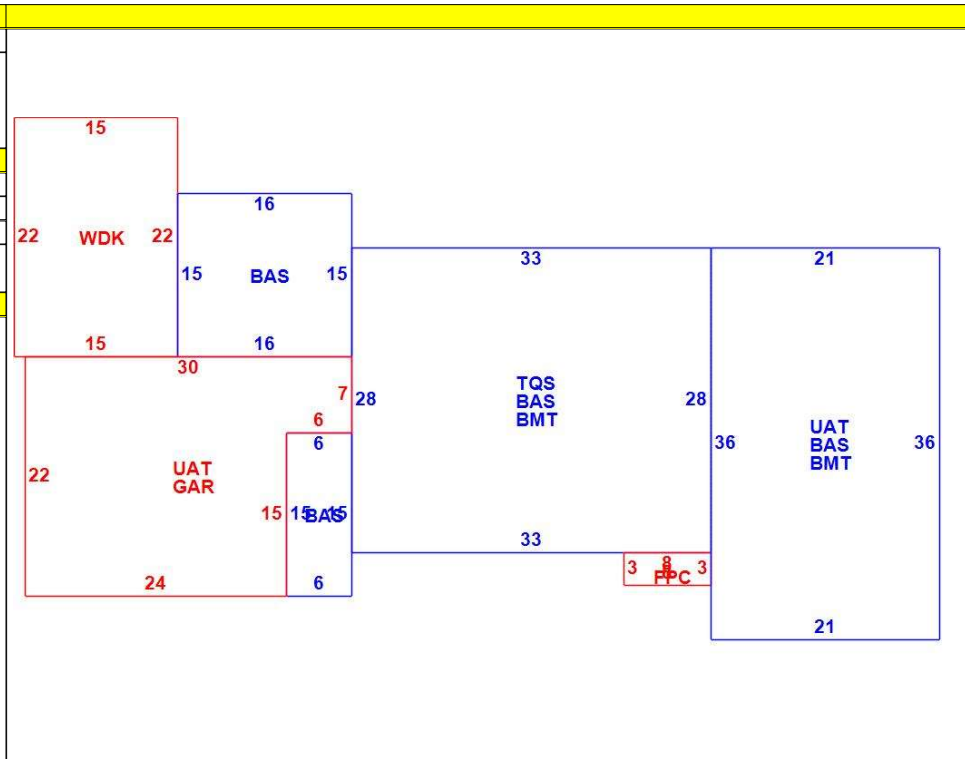 15
22 WDK 22
15
16
15 BAS 15
16
33
28 TQS 28
BAS
BMT
33
21
36 UAT 36
BAS
BMT
21
30
7
6
22 UAT 15
GAR
24
6
15 BAS 15
6
8
3 3
FPC